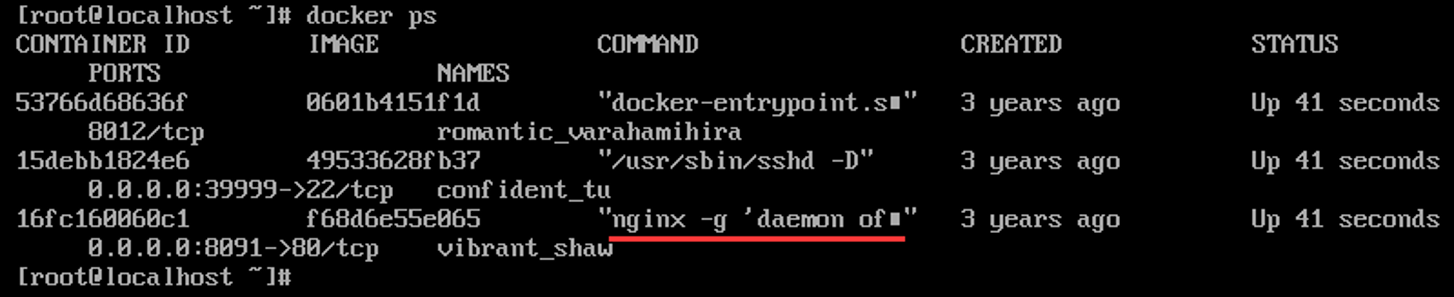 [root@localhost ~]# docker ps
CONTAINER ID        IMAGE               COMMAND                  CREATED             STATUS
     PORTS                   NAMES
53766d68636f        0601b4151f1d        "docker-entrypoint.s■"   3 years ago         Up 41 seconds
     8012/tcp                romantic_varahamihira
15debb1824e6        49533628fb37        "/usr/sbin/sshd -D"      3 years ago         Up 41 seconds
     0.0.0.0:39999->22/tcp   confident_tu
16fc160060c1        f68d6e55e065        "nginx -g 'daemon of■"   3 years ago         Up 41 seconds
     0.0.0.0:8091->80/tcp    vibrant_shaw
[root@localhost ~]#